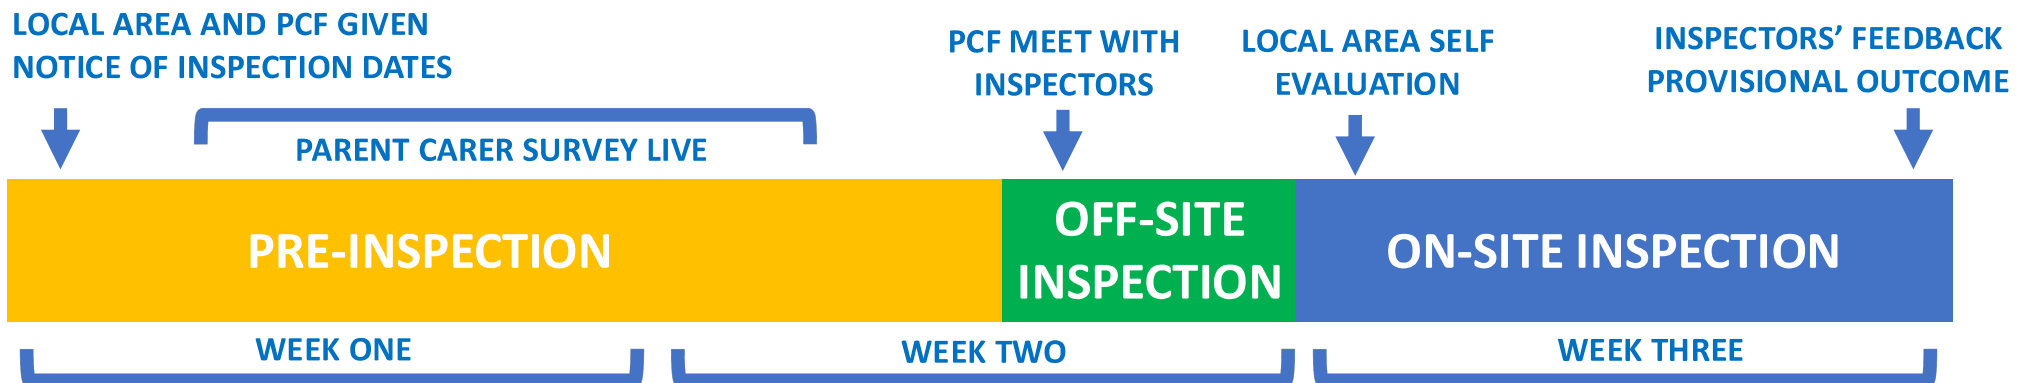 LOCAL AREA AND PCF GIVEN
NOTICE OF INSPECTION DATES
PARENT CARER SURVEY LIVE
PCF MEET WITH
INSPECTORS
LOCAL AREA SELF
EVALUATION
INSPECTORS’ FEEDBACK
PROVISIONAL OUTCOME
PRE-INSPECTION
OFF-SITE
INSPECTION
ON-SITE INSPECTION
WEEK ONE
WEEK TWO
WEEK THREE